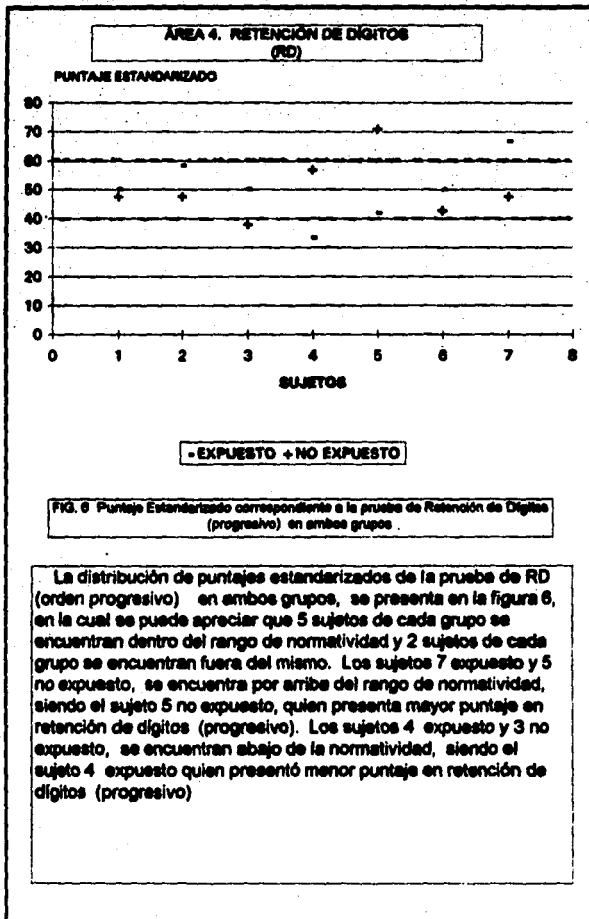 ÁREA 4. RETENCIÓN DE DÍGITOS
(RD)
PUNTAJE ESTANDARIZADO
80
70
60
50
40
30
20
10
0
0 1 2 3 4 5 6 7 8
SUJETOS
- EXPUESTO + NO EXPUESTO
FIG. 6 Puntaje Estandarizado correspondiente a la prueba de Retención de Dígitos
(progresivo) en ambos grupos
La distribución de puntajes estandarizados de la prueba de RD
(orden progresivo) en ambos grupos, se presenta en la figura 6,
en la cual se puede apreciar que 5 sujetos de cada grupo se
encuentran dentro del rango de normatividad y 2 sujetos de cada
grupo se encuentran fuera del mismo. Los sujetos 7 expuesto y 5
no expuesto, se encuentra por arriba del rango de normatividad,
siendo el sujeto 5 no expuesto, quien presenta mayor puntaje en
retención de dígitos (progresivo). Los sujetos 4 expuesto y 3 no
expuesto, se encuentran abajo de la normatividad, siendo el
sujeto 4 expuesto quien presentó menor puntaje en retención de
dígitos (progresivo)